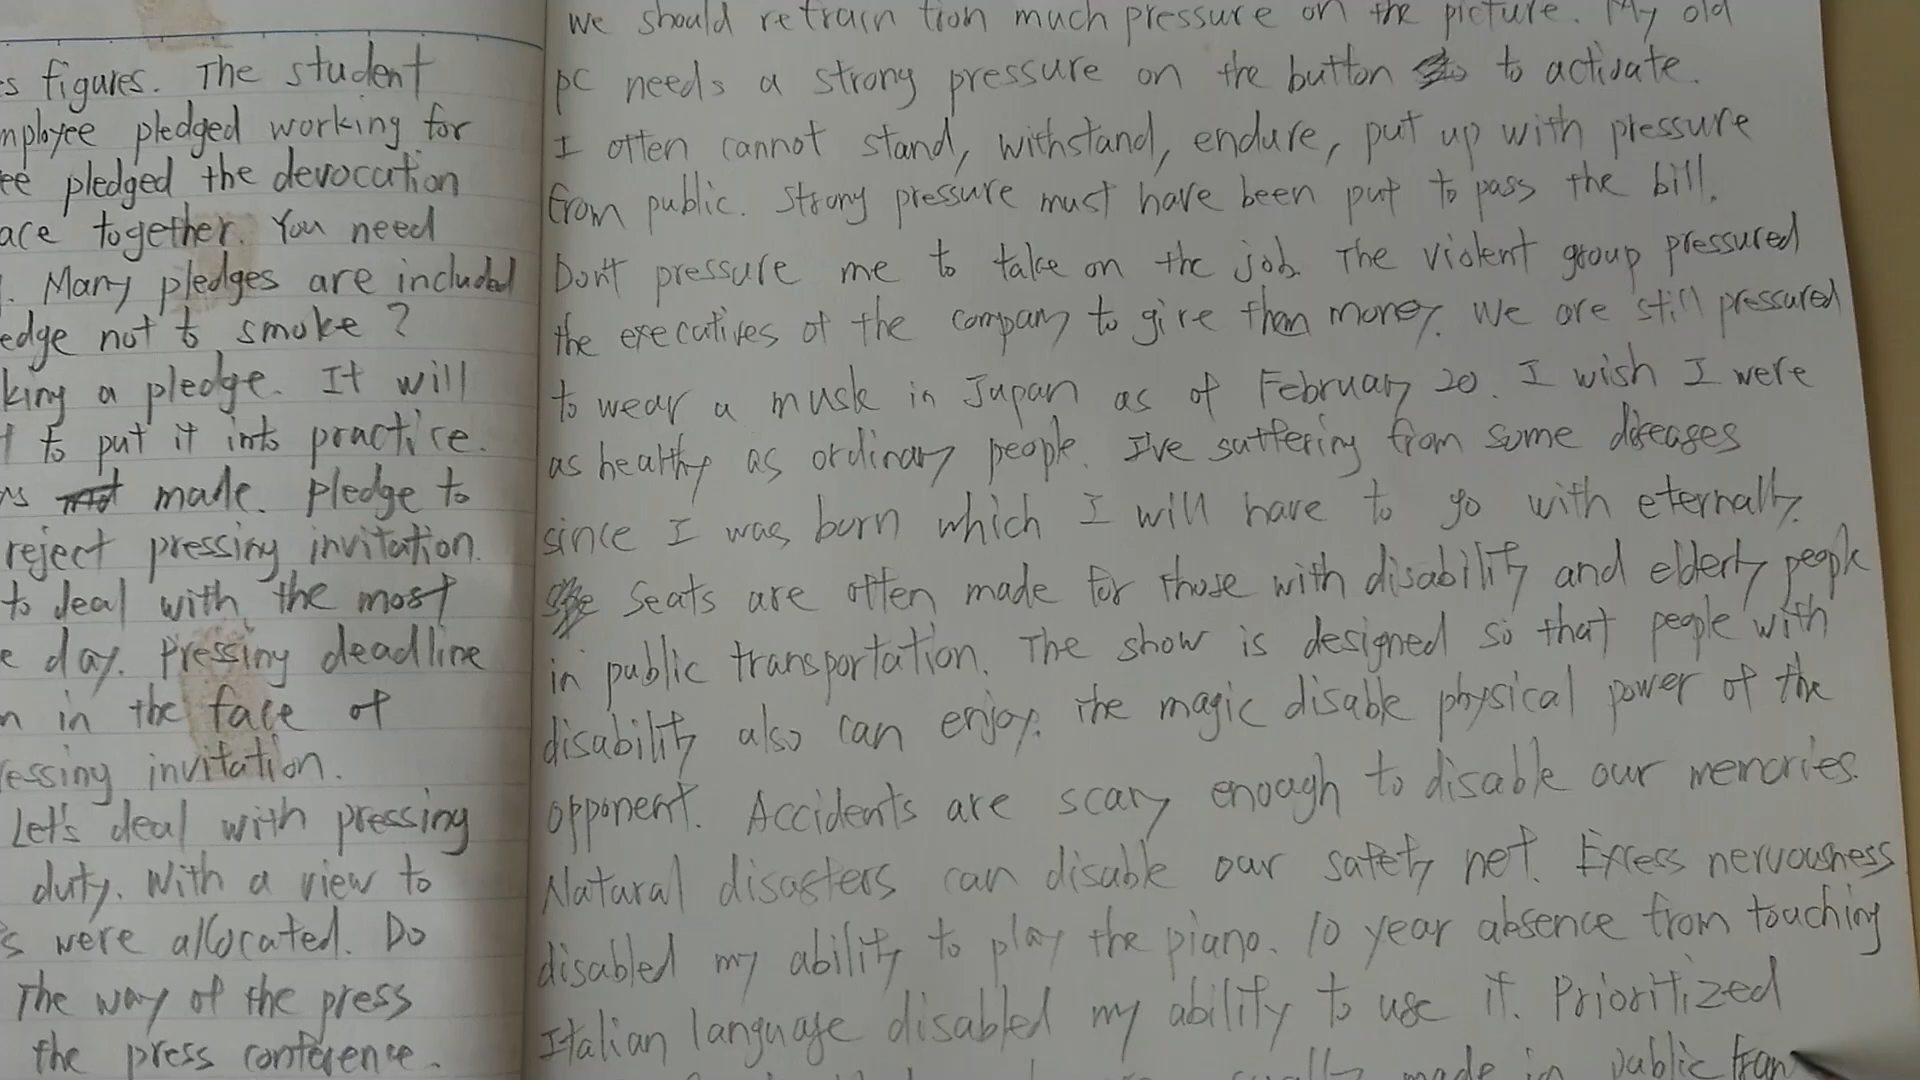 s figures. The student
mployee pledged working for
ee pledged the devocation
ace together. You need
. Many pledges are included
edge not to smoke?
king a pledge. It will
t to put it into practice.
made. Pledge to
reject pressing invitation.
to deal with the most
e day. Pressing deadline
n in the face of
essing invitation.
Let's deal with pressing
duty. With a view to
s were allocated. Do
The way of the press
the press conference.
we should retrain tion much pressure on the picture. My old
pc needs a strong pressure on the button to activate.
I often cannot stand, withstand, endure, put up with pressure
from public. Strong pressure must have been put to pass the bill.
Don't pressure me to take on the job. The violent group pressured
the executives of the company to give them money. We are still pressured
to wear a musk in Japan as of February 20. I wish I were
as healthy as ordinary people. I've suffering from some diseases
since I was born which I will have to go with eternally.
Seats are often made for those with disability and elderly people
in public transportation. The show is designed so that people with
disability also can enjoy. The magic disable physical power of the
opponent. Accidents are scary enough to disable our memories.
Natural disasters can disable our safety net. Excess nervousness
disabled my ability to play the piano. 10 year absence from touching
Italian language disabled my ability to use it. Prioritized
made in public tran